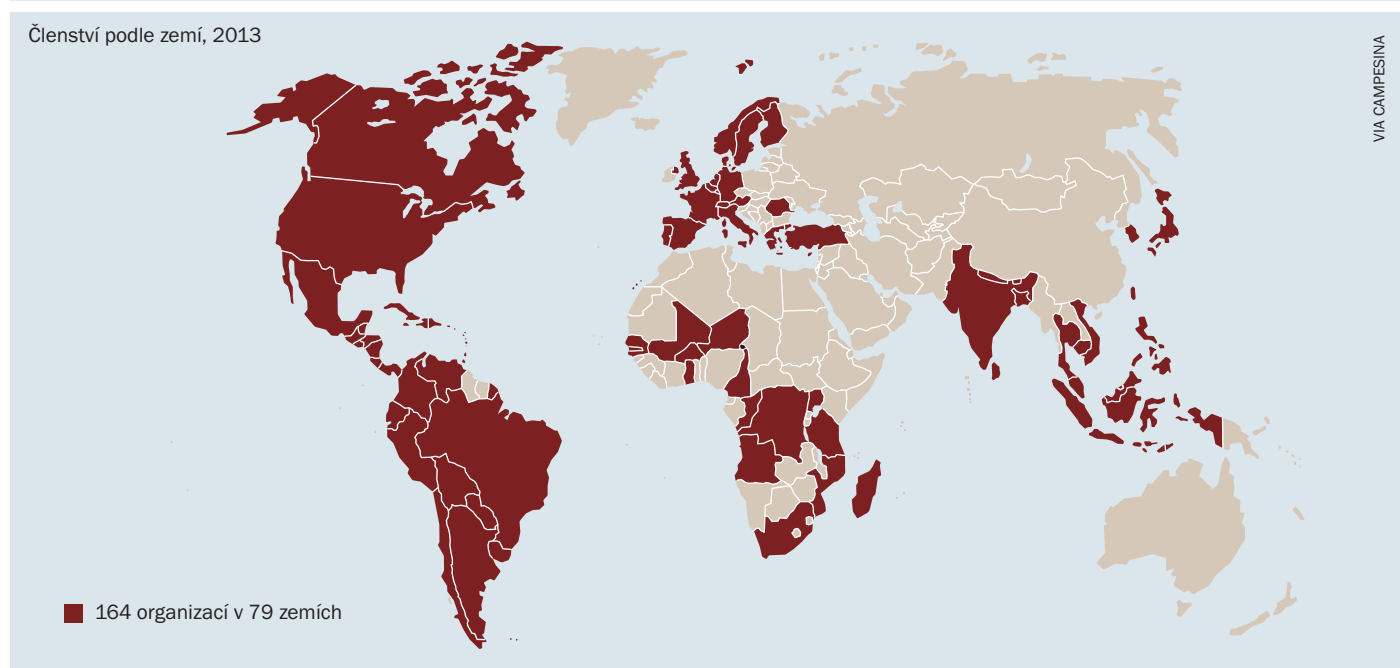 Členství podle zemí, 2013
VIA CAMPESINA
164 organizací v 79 zemích